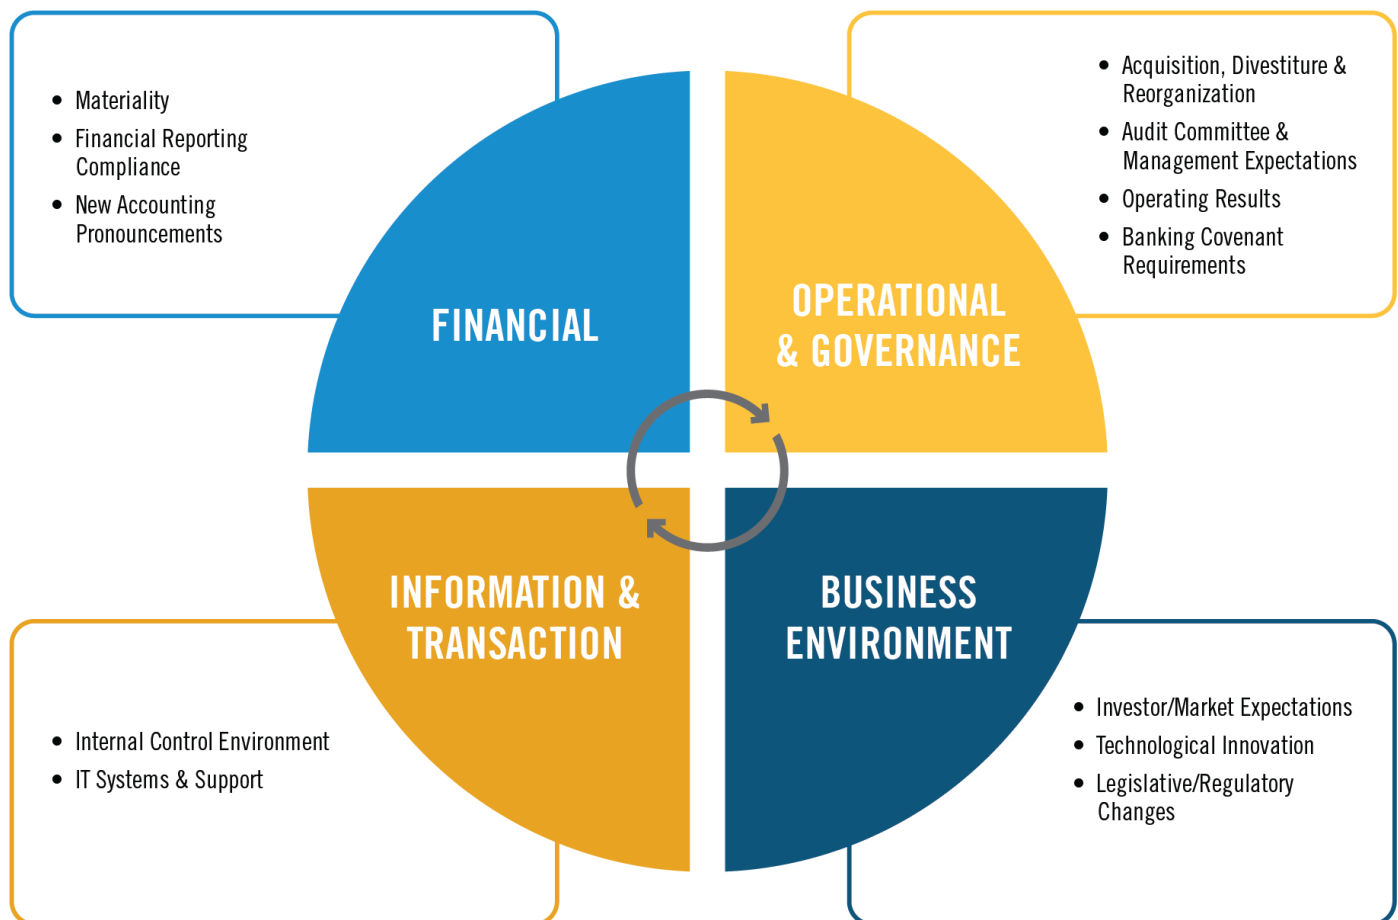 • Materiality
• Financial Reporting
Compliance
• New Accounting
Pronouncements
FINANCIAL
• Acquisition, Divestiture &
Reorganization
• Audit Committee &
Management Expectations
• Operating Results
• Banking Covenant
Requirements
OPERATIONAL
& GOVERNANCE
INFORMATION &
TRANSACTION
• Internal Control Environment
• IT Systems & Support
BUSINESS
ENVIRONMENT
• Investor/Market Expectations
• Technological Innovation
• Legislative/Regulatory
Changes